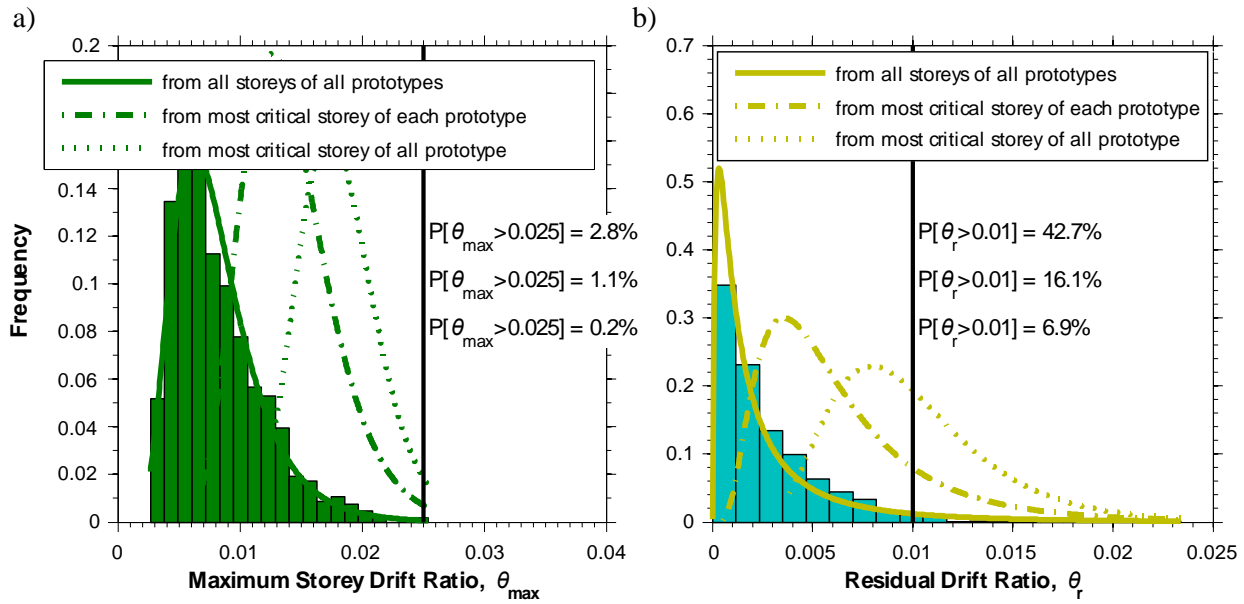 a)
0.2
from all storeys of all prototypes
from most critical storey of each prototype
from most critical storey of all prototype
0.14
0.12
0.1
0.08
0.06
0.04
0.02
0
Frequency
P[θmax>0.025] = 2.8%
P[θmax>0.025] = 1.1%
P[θmax>0.025] = 0.2%
0 0.01 0.02 0.03 0.04
Maximum Storey Drift Ratio, θmax
b)
0.7
0.6
from all storeys of all prototypes
from most critical storey of each prototype
from most critical storey of all prototype
0.5
0.4
0.3
0.2
0.1
0
P[θr>0.01] = 42.7%
P[θr>0.01] = 16.1%
P[θr>0.01] = 6.9%
0 0.005 0.01 0.015 0.02 0.025
Residual Drift Ratio, θr